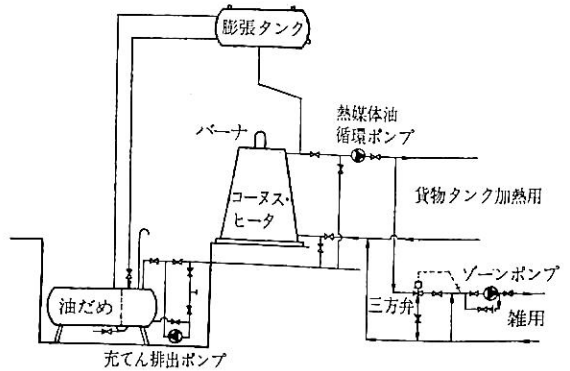 膨張タンク
熱媒体油
循環ポンプ
バーナ
コーヌス・
ヒータ
貨物タンク加熱用
ゾーンポンプ
三方弁
雑用
油だめ
充てん排出ポンプ